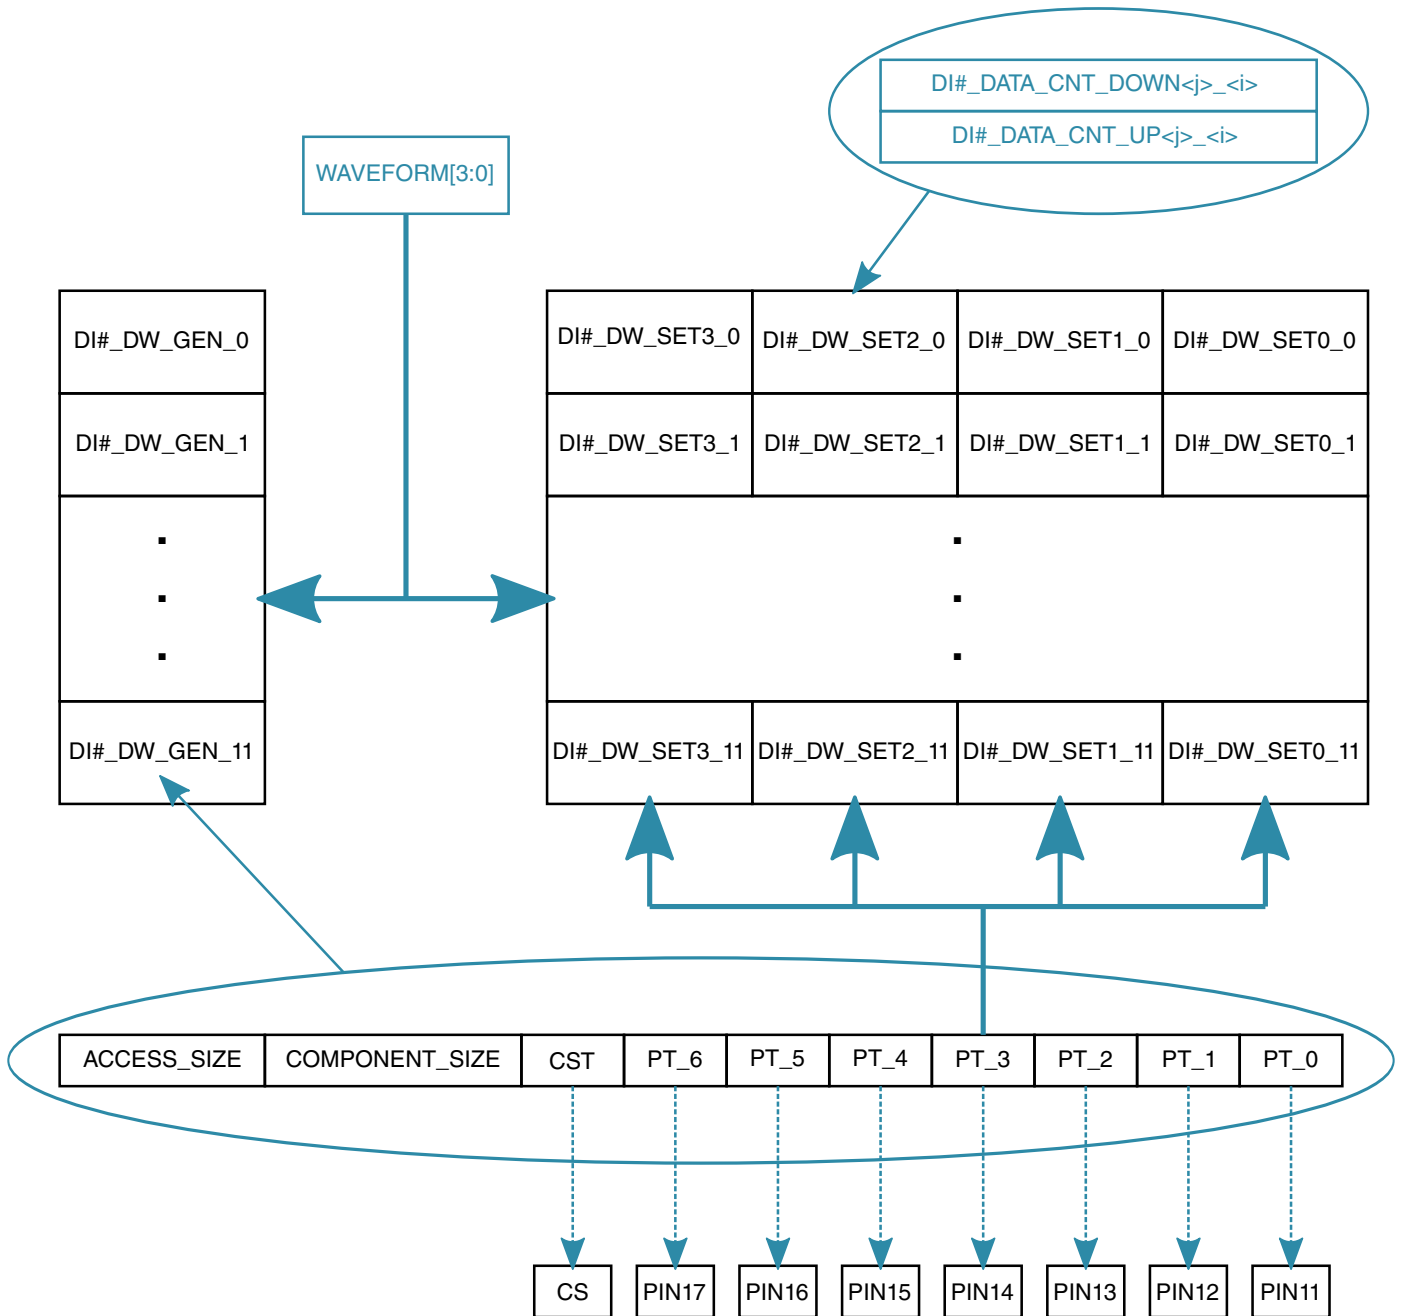 DI#_DATA_CNT_DOWN<j>_<i>
DI#_DATA_CNT_UP<j>_<i>
WAVEFORM[3:0]
DI#_DW_GEN_0
DI#_DW_SET3_0 DI#_DW_SET2_0 DI#_DW_SET1_0 DI#_DW_SET0_0
DI#_DW_GEN_1
DI#_DW_SET3_1 DI#_DW_SET2_1 DI#_DW_SET1_1 DI#_DW_SET0_1
DI#_DW_GEN_11
DI#_DW_SET3_11 DI#_DW_SET2_11 DI#_DW_SET1_11 DI#_DW_SET0_11
ACCESS_SIZE COMPONENT_SIZE CST PT_6 PT_5 PT_4 PT_3 PT_2 PT_1 PT_0
CS PIN17 PIN16 PIN15 PIN14 PIN13 PIN12 PIN11